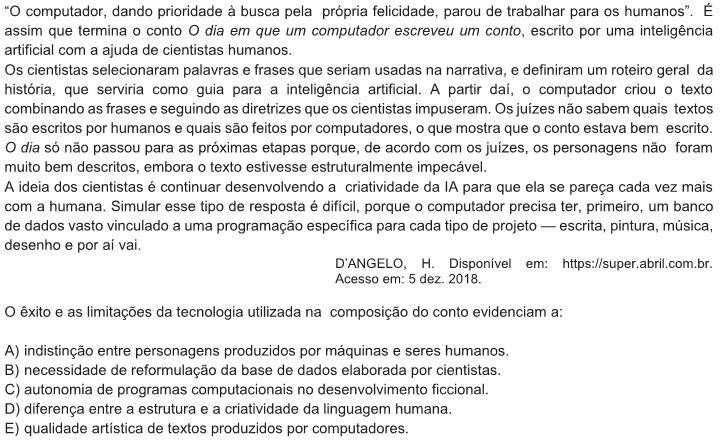 “O computador, dando prioridade à busca pela própria felicidade, parou de trabalhar para os humanos”. É
assim que termina o conto O dia em que um computador escreveu um conto, escrito por uma inteligência
artificial com a ajuda de cientistas humanos.
Os cientistas selecionaram palavras e frases que seriam usadas na narrativa, e definiram um roteiro geral da
história, que serviria como guia para a inteligência artificial. A partir daí, o computador criou o texto
combinando as frases e seguindo as diretrizes que os cientistas impuseram. Os juízes não sabem quais textos
são escritos por humanos e quais são feitos por computadores, o que mostra que o conto estava bem escrito.
O dia só não passou para as próximas etapas porque, de acordo com os juízes, os personagens não foram
muito bem descritos, embora o texto estivesse estruturalmente impecável.
A ideia dos cientistas é continuar desenvolvendo a criatividade da IA para que ela se pareça cada vez mais
com a humana. Simular esse tipo de resposta é difícil, porque o computador precisa ter, primeiro, um banco
de dados vasto vinculado a uma programação específica para cada tipo de projeto — escrita, pintura, música,
desenho e por aí vai.
D’ANGELO, H. Disponível em: https://super.abril.com.br.
Acesso em: 5 dez. 2018.
O êxito e as limitações da tecnologia utilizada na composição do conto evidenciam a:
A) indistinção entre personagens produzidos por máquinas e seres humanos.
B) necessidade de reformulação da base de dados elaborada por cientistas.
C) autonomia de programas computacionais no desenvolvimento ficcional.
D) diferença entre a estrutura e a criatividade da linguagem humana.
E) qualidade artística de textos produzidos por computadores.